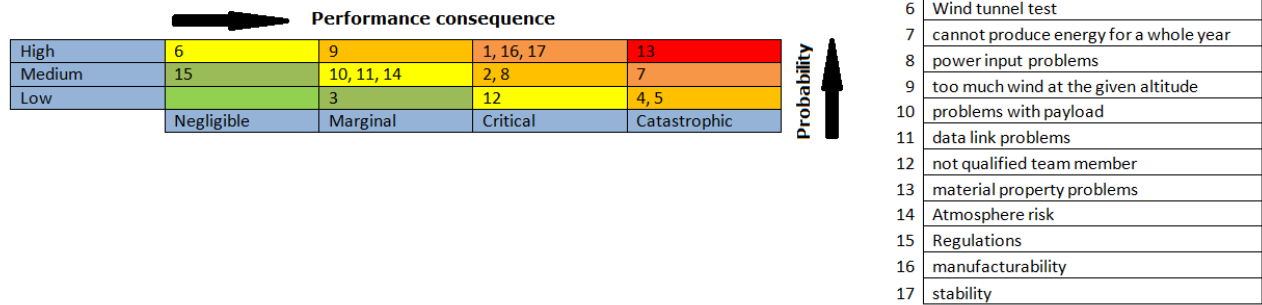 Performance consequence
High 6 9 1, 16, 17 13
Medium 15 10, 11, 14 2, 8 7
Low 3 12 4, 5
Negligible Marginal Critical Catastrophic
Probability
6 Wind tunnel test
7 cannot produce energy for a whole year
8 power input problems
9 too much wind at the given altitude
10 problems with payload
11 data link problems
12 not qualified team member
13 material property problems
14 Atmosphere risk
15 Regulations
16 manufacturability
17 stability